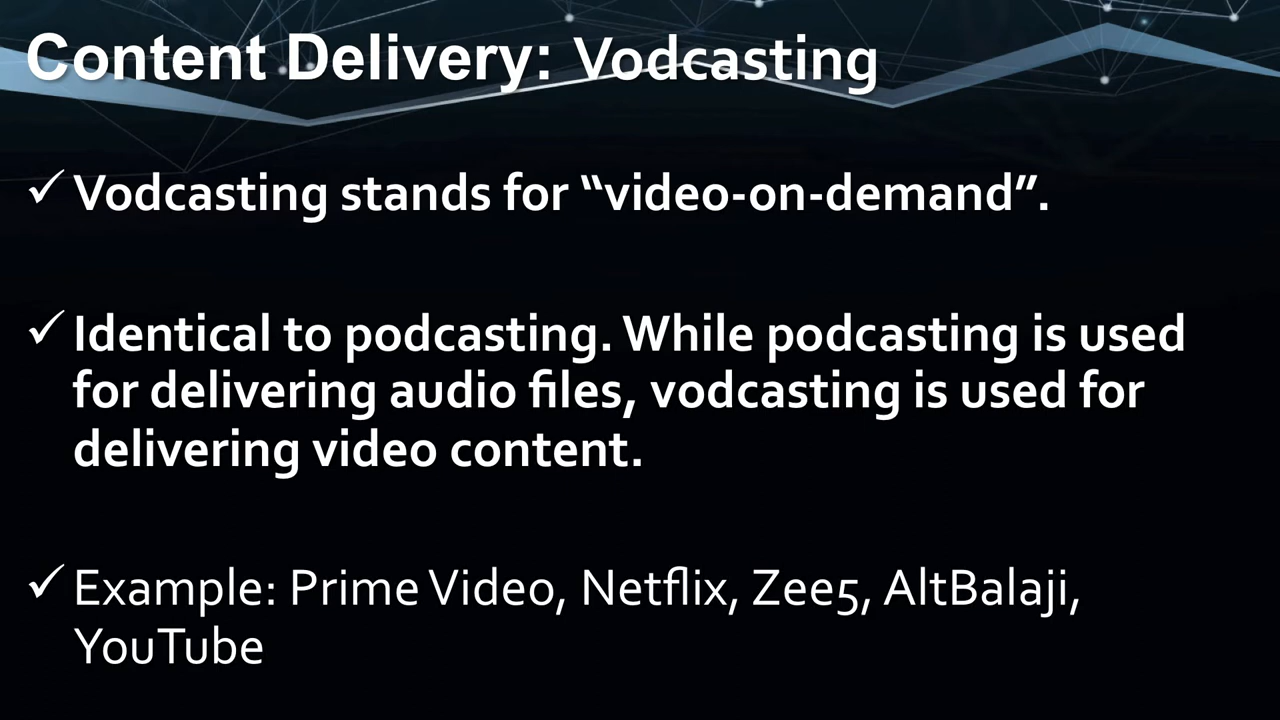 Content Delivery: Vodcasting
✓ Vodcasting stands for “video-on-demand”.
✓ Identical to podcasting. While podcasting is used
for delivering audio files, vodcasting is used for
delivering video content.
✓ Example: Prime Video, Netflix, Zee5, AltBalaji,
YouTube